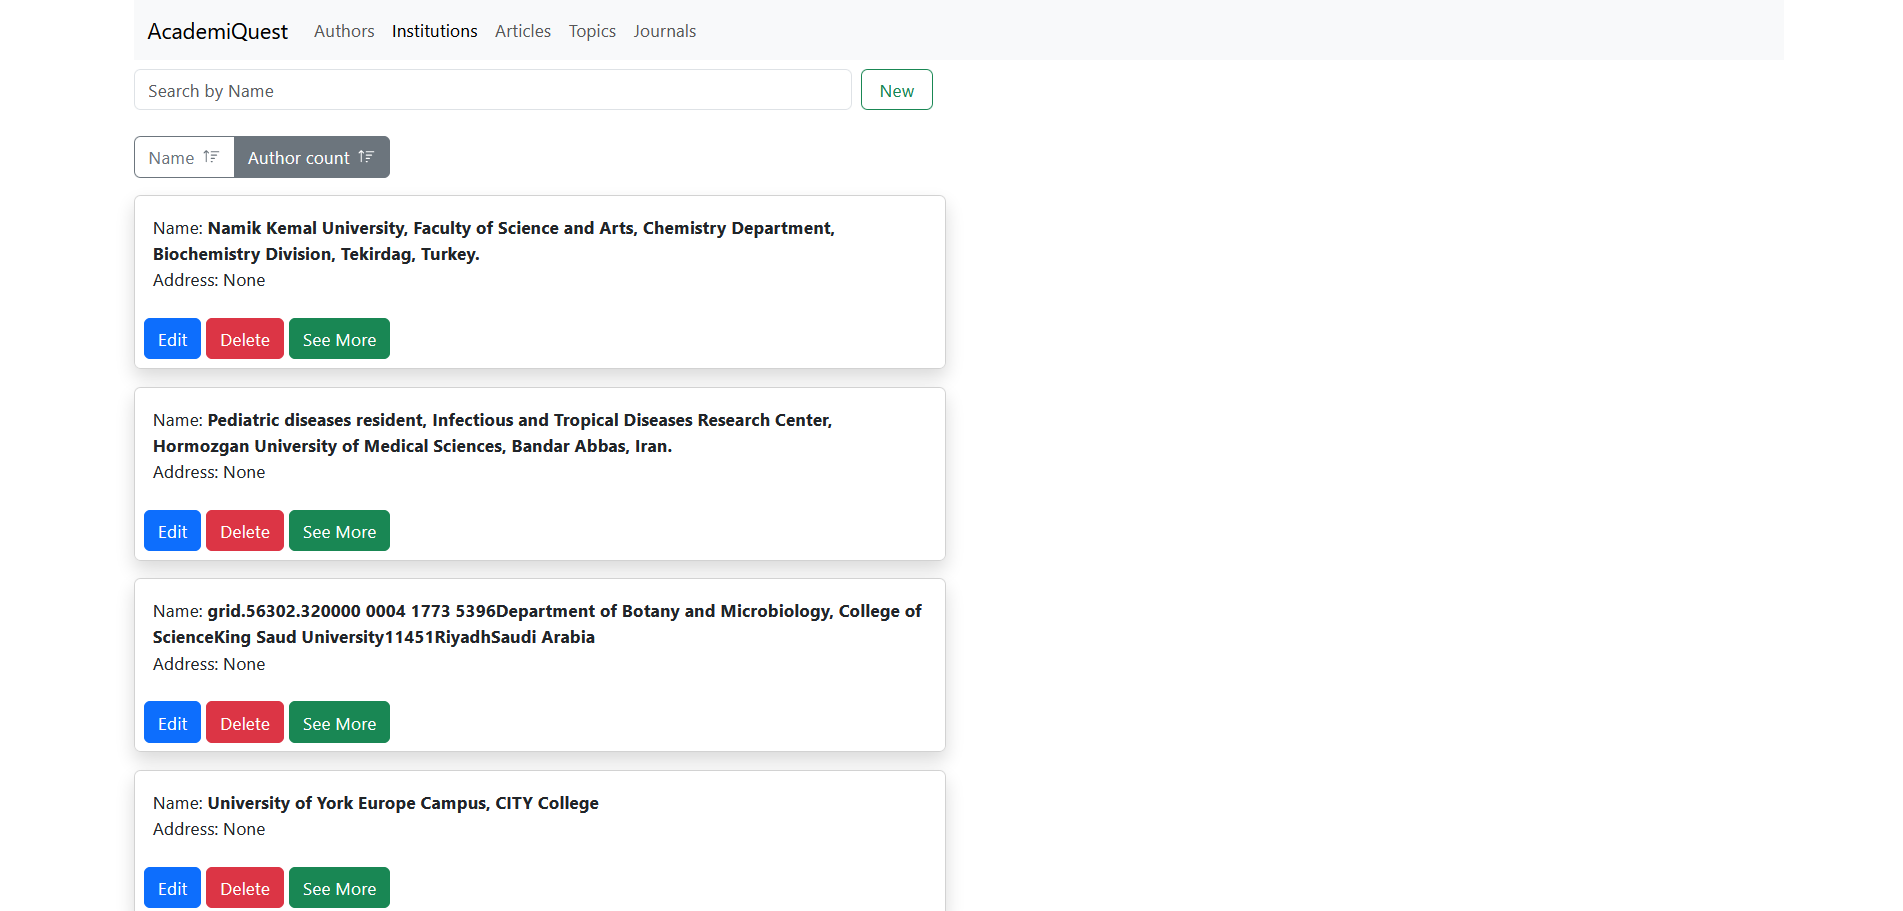 AcademiQuest Authors Institutions Articles Topics Journals
Search by Name New
Name Author count
Name: Namik Kemal University, Faculty of Science and Arts, Chemistry Department,
Biochemistry Division, Tekirdag, Turkey.
Address: None
Edit Delete See More
Name: Pediatric diseases resident, Infectious and Tropical Diseases Research Center,
Hormozgan University of Medical Sciences, Bandar Abbas, Iran.
Address: None
Edit Delete See More
Name: grid.56302.320000 0004 1773 5396Department of Botany and Microbiology, College of
ScienceKing Saud University11451RiyadhSaudi Arabia
Address: None
Edit Delete See More
Name: University of York Europe Campus, CITY College
Address: None
Edit Delete See More